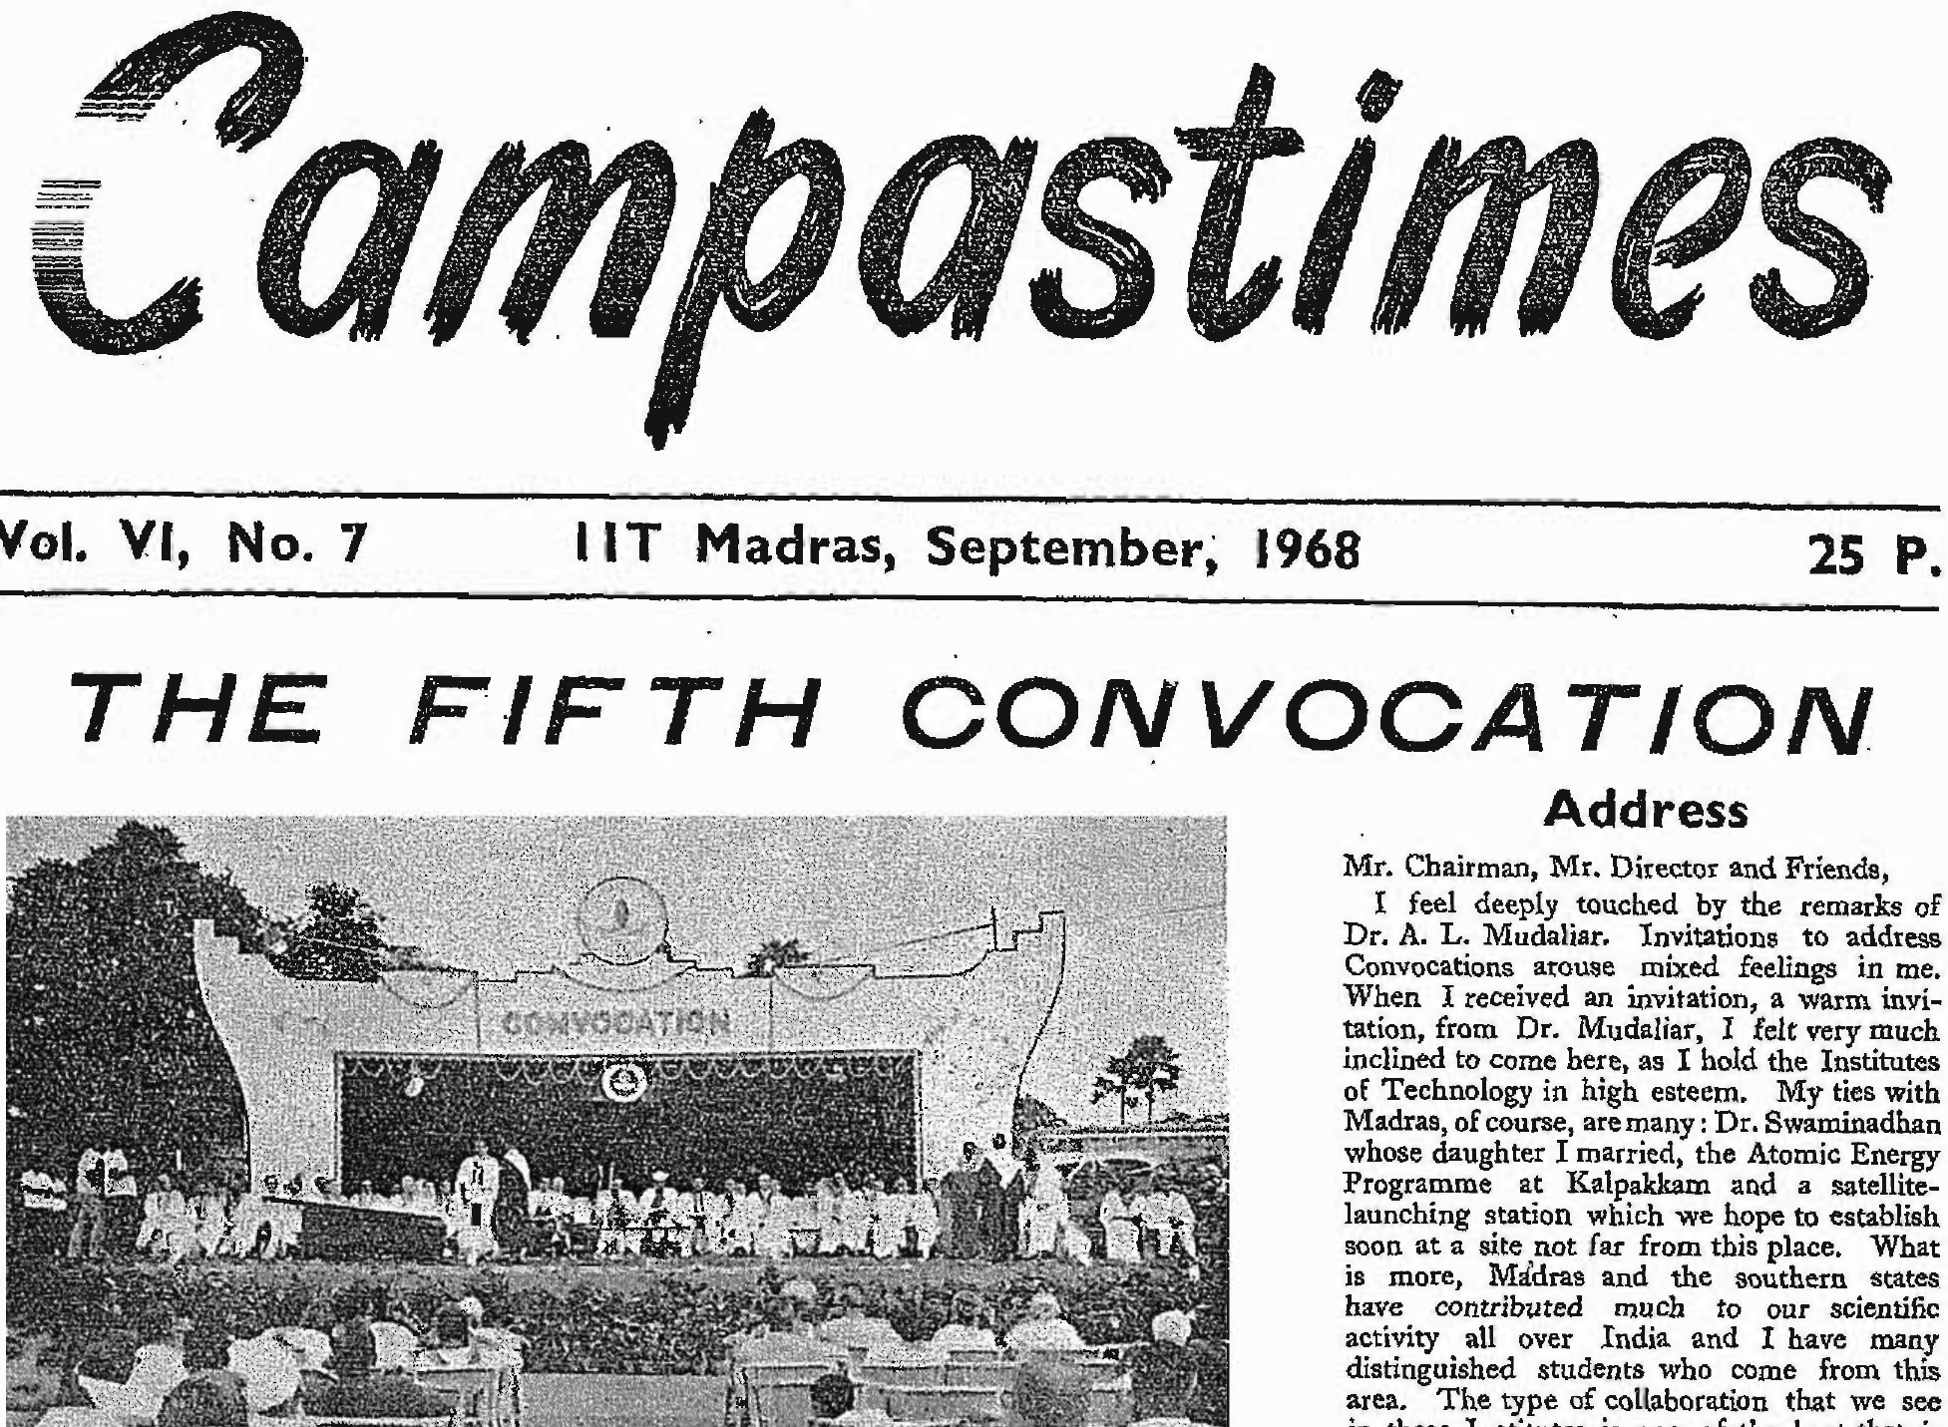 Campastimes
Vol. VI, No. 7 IIT Madras, September, 1968 25 P.
THE FIFTH CONVOCATION
CONVOCATION
Address
Mr. Chairman, Mr. Director and Friends,
I feel deeply touched by the remarks of
Dr. A. L. Mudaliar. Invitations to address
Convocations arouse mixed feelings in me.
When I received an invitation, a warm invi-
tation, from Dr. Mudaliar, I felt very much
inclined to come here, as I hold the Institutes
of Technology in high esteem. My ties with
Madras, of course, are many: Dr. Swaminadhan
whose daughter I married, the Atomic Energy
Programme at Kalpakkam and a satellite-
launching station which we hope to establish
soon at a site not far from this place. What
is more, Madras and the southern states
have contributed much to our scientific
activity all over India and I have many
distinguished students who come from this
area. The type of collaboration that we see